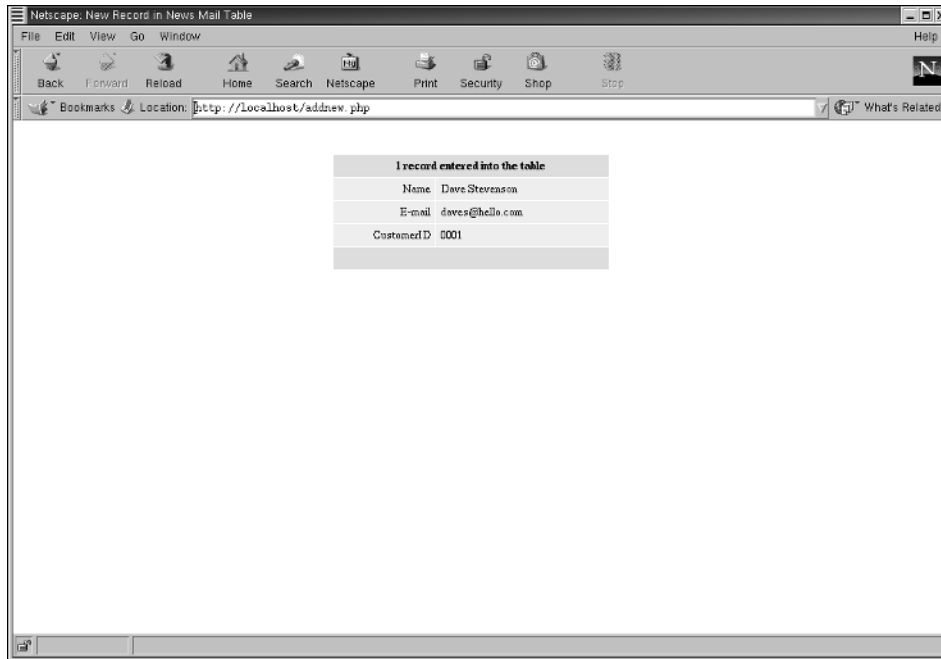 Netscape: New Record in News Mail Table
File Edit View Go Window Help
Back Forward Reload Home Search Netscape Print Security Shop Stop
Bookmarks Location: http://localhost/addnew.php What's Related
N
1 record entered into the table
Name Dave Stevenson
E-mail daves@hello.com
CustomerID 0001